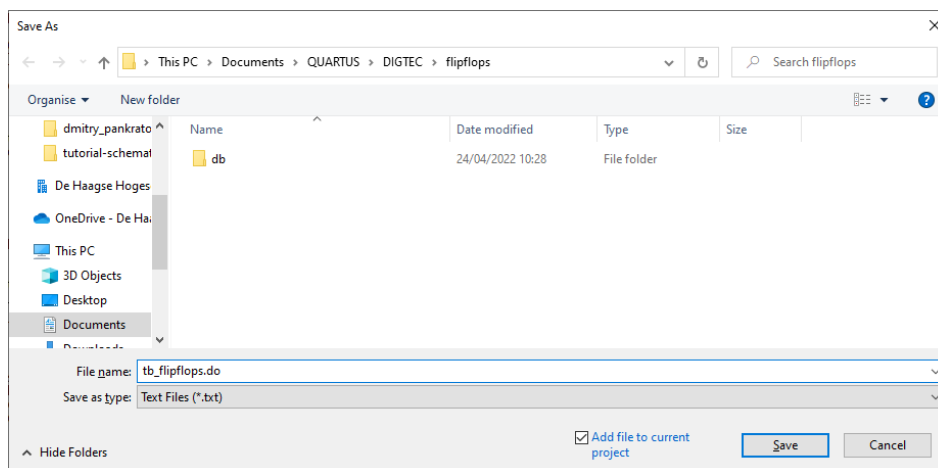 Save As
This PC > Documents > QUARTUS > DIGTEC > flipflops
Search flipflops
Organise
New folder
Name
Date modified
Type
Size
dmitry_pankrato
tutorial-schemat
De Haagse Hoges
OneDrive - De Haa
This PC
3D Objects
Desktop
Documents
db
24/04/2022 10:28
File folder
File name:
tb_flipflops.do
Save as type:
Text Files (*.txt)
Hide Folders
Add file to current
project
Save
Cancel